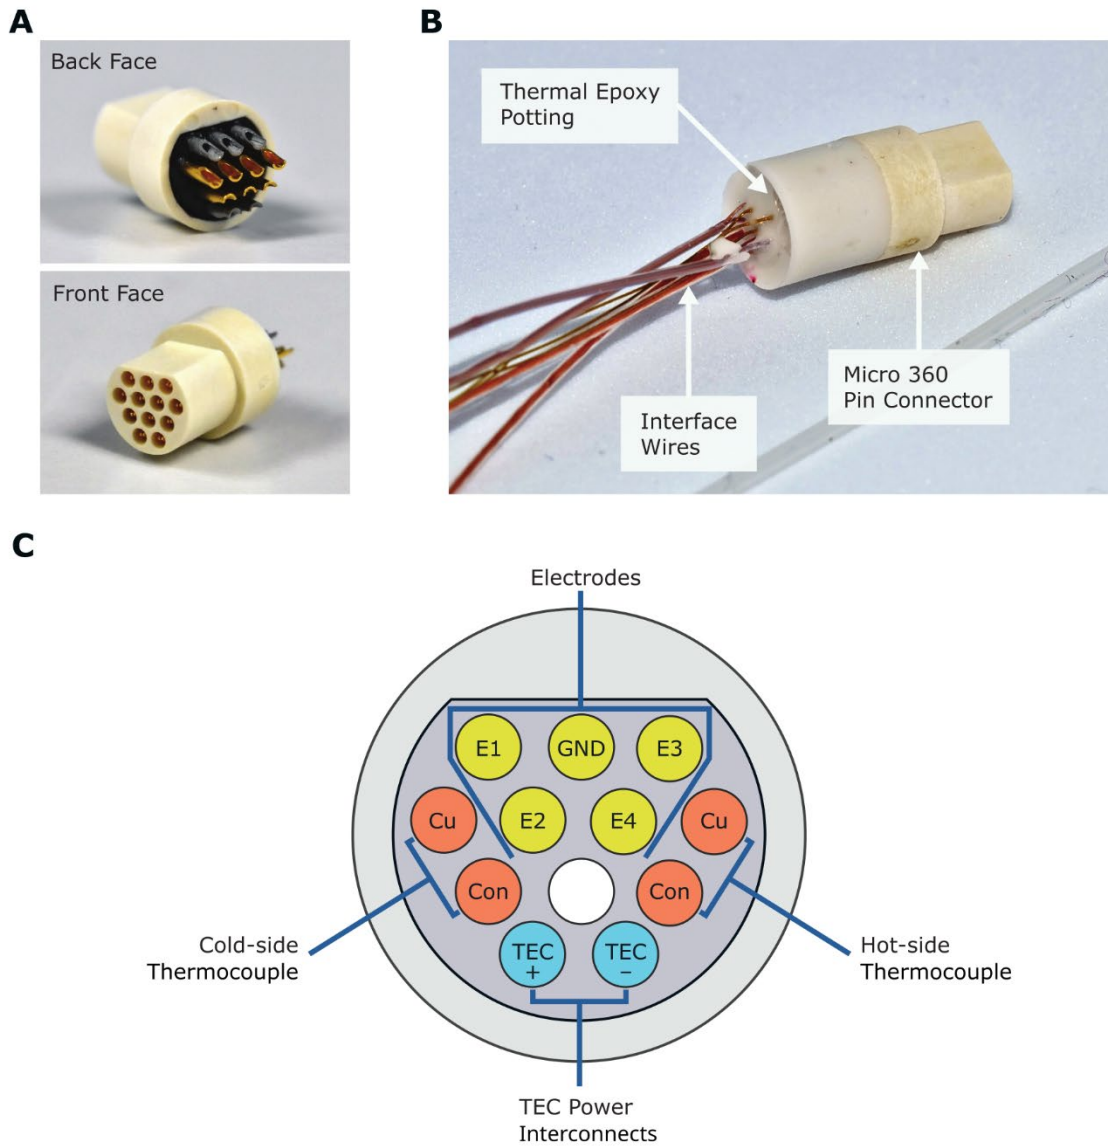 A
Back Face
Front Face
B
Thermal Epoxy
Potting
Interface
Wires
Micro 360
Pin Connector
C
Electrodes
E1
GND
E3
Cu
E2
E4
Cu
Con
Con
TEC
+
TEC
−
Cold-side
Thermocouple
Hot-side
Thermocouple
TEC Power
Interconnects